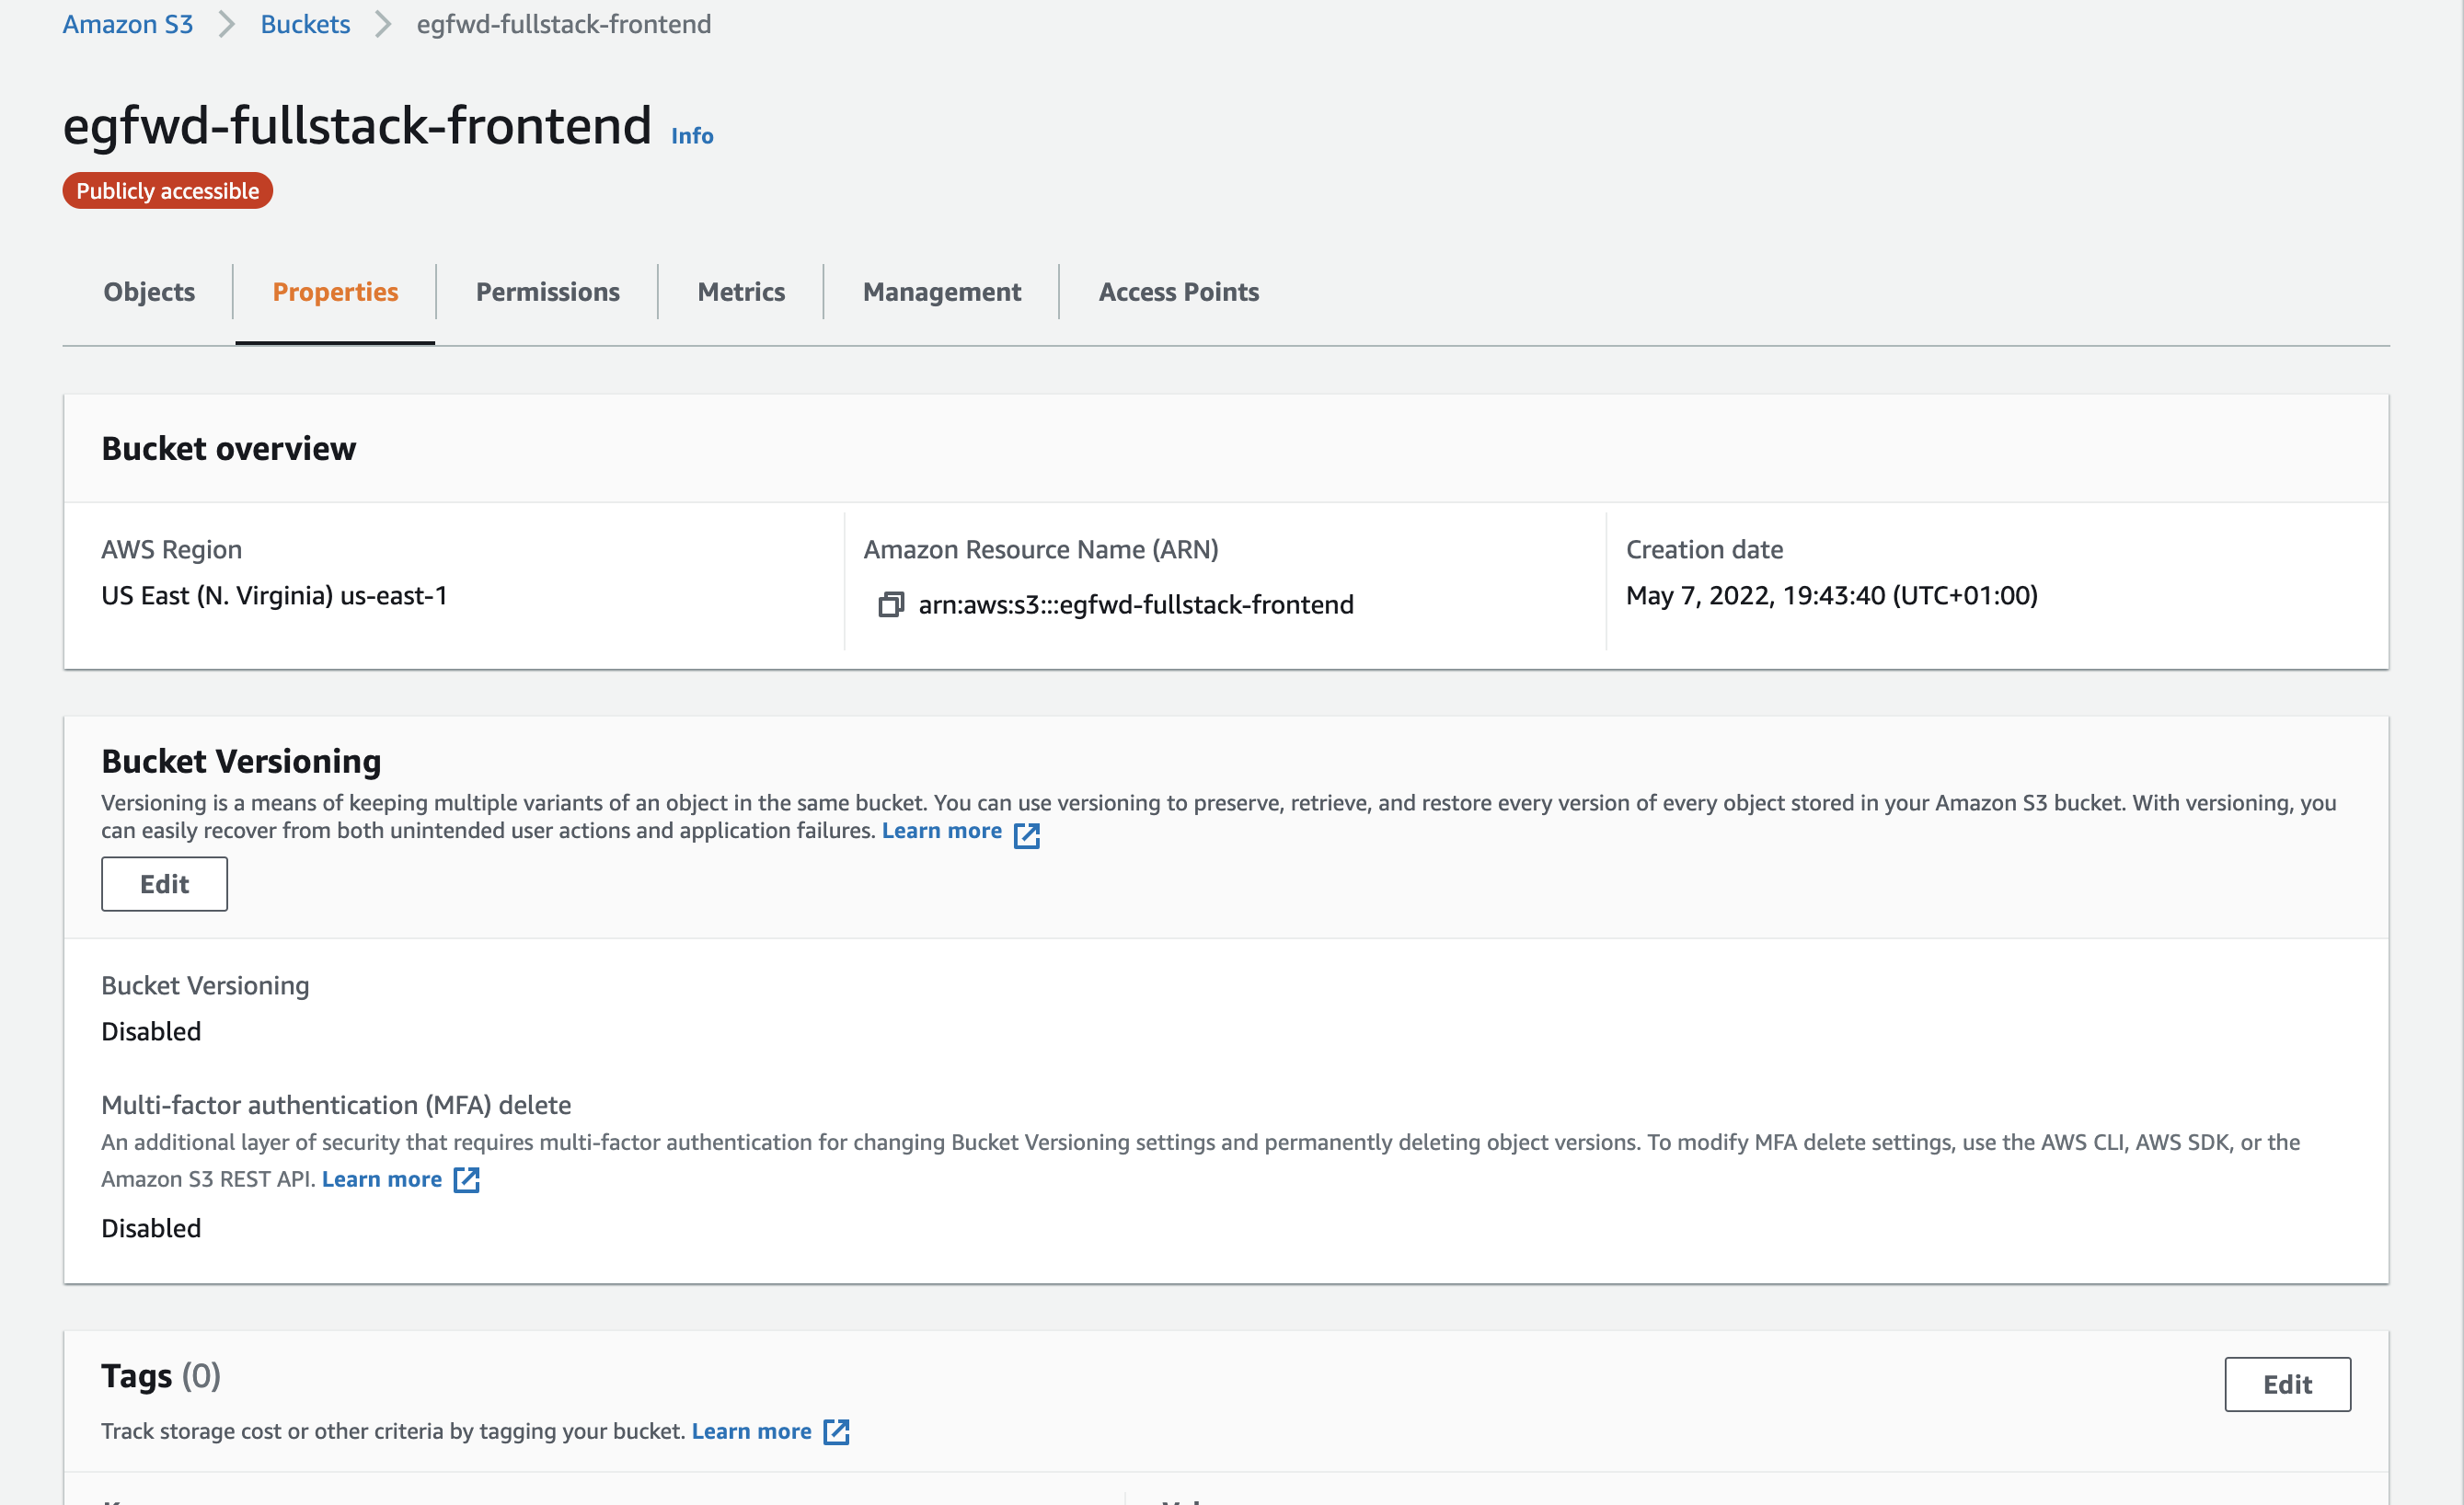 Amazon S3 > Buckets > egfwd-fullstack-frontend
egfwd-fullstack-frontend Info
Publicly accessible
Objects Properties Permissions Metrics Management Access Points
Bucket overview
AWS Region
US East (N. Virginia) us-east-1
Amazon Resource Name (ARN)
arn:aws:s3:::egfwd-fullstack-frontend
Creation date
May 7, 2022, 19:43:40 (UTC+01:00)
Bucket Versioning
Versioning is a means of keeping multiple variants of an object in the same bucket. You can use versioning to preserve, retrieve, and restore every version of every object stored in your Amazon S3 bucket. With versioning, you
can easily recover from both unintended user actions and application failures. Learn more
Edit
Bucket Versioning
Disabled
Multi-factor authentication (MFA) delete
An additional layer of security that requires multi-factor authentication for changing Bucket Versioning settings and permanently deleting object versions. To modify MFA delete settings, use the AWS CLI, AWS SDK, or the
Amazon S3 REST API. Learn more
Disabled
Tags (0)
Edit
Track storage cost or other criteria by tagging your bucket. Learn more